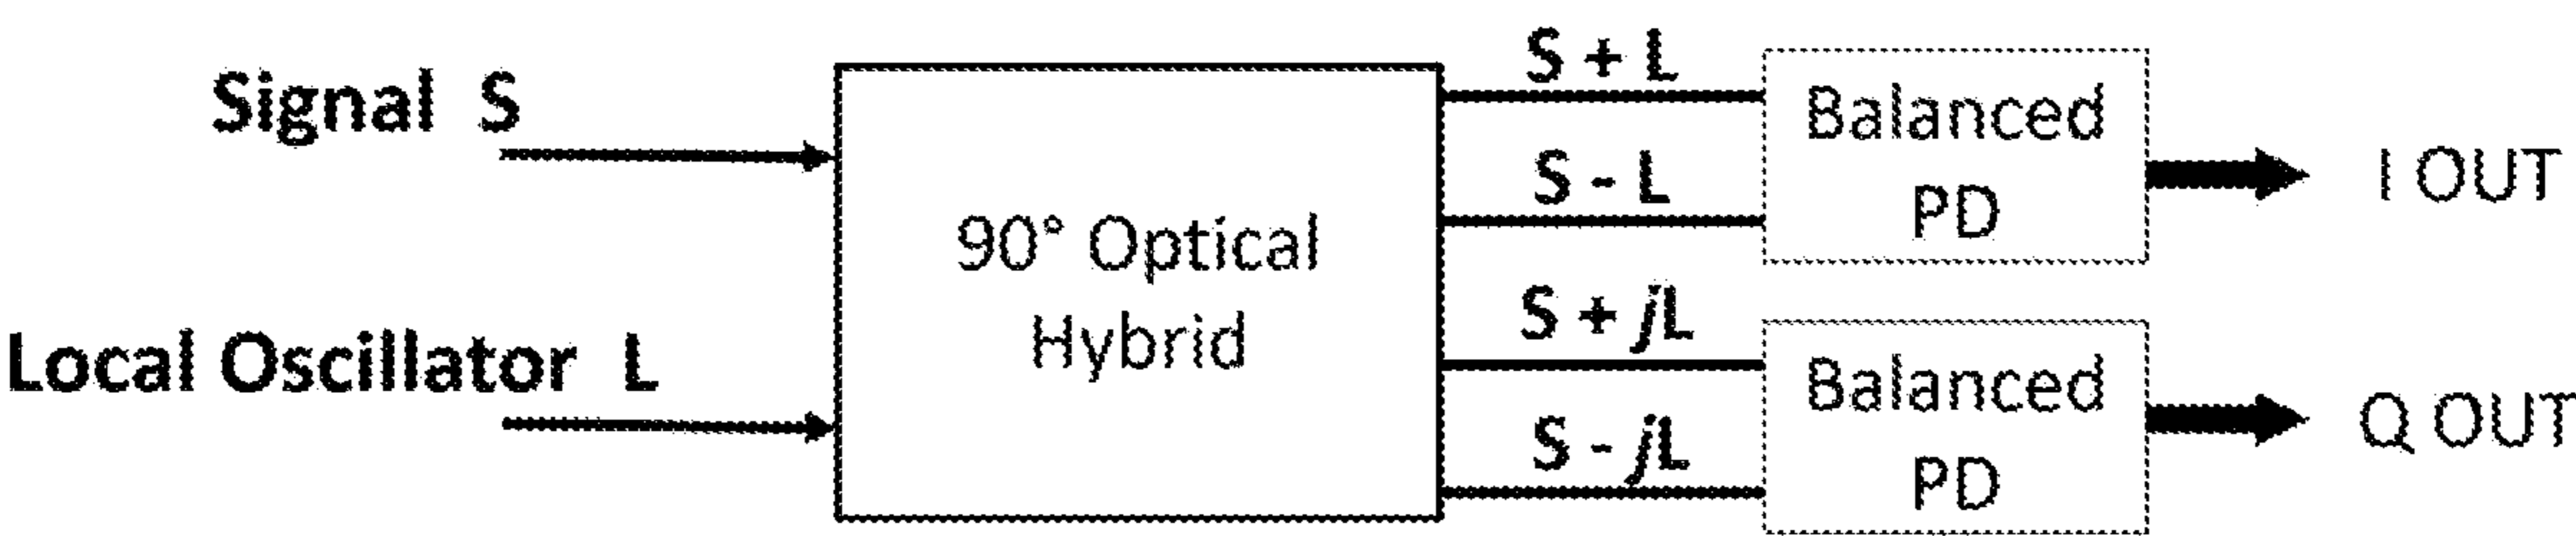 Signal S
Local Oscillator L
90° Optical
Hybrid
S + L
S - L
S + jL
S - jL
Balanced
PD
Balanced
PD
I OUT
Q OUT